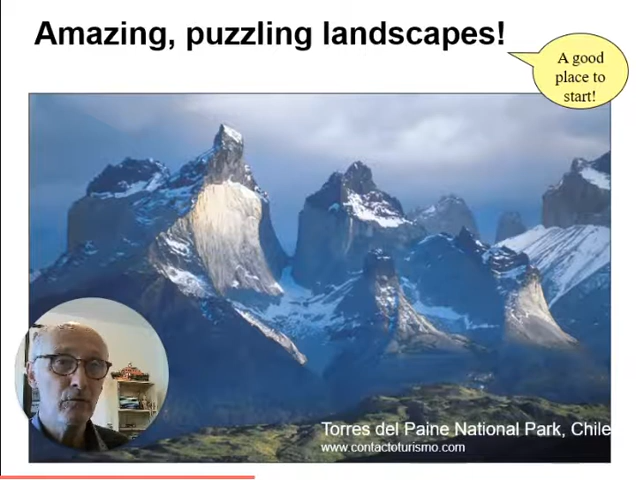 Amazing, puzzling landscapes!
A good
place to
start!
Torres del Paine National Park, Chile
www.contactoturismo.com